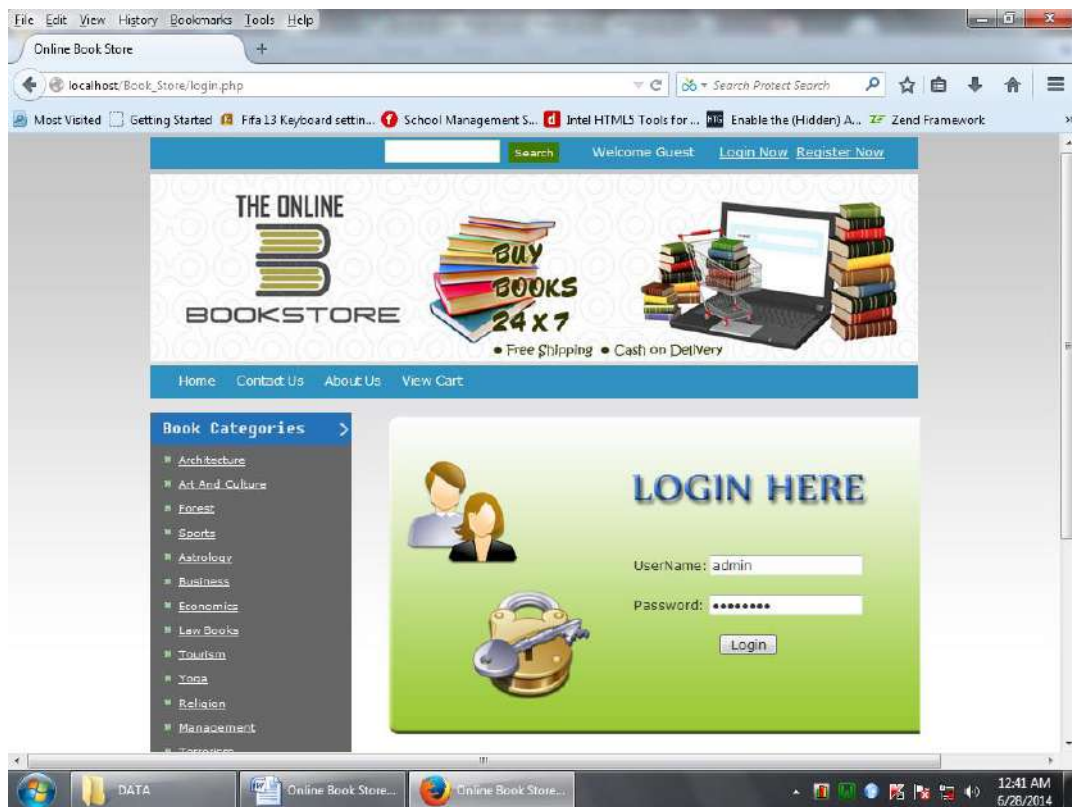 File Edit View History Bookmarks Tools Help
Online Book Store
localhost/Book_Store/login.php
Search Protect Search
Most Visited Getting Started Fifa 13 Keyboard settin... School Management S... Intel HTML5 Tools for ... Enable the (Hidden) A... Zend Framework
Search Welcome Guest Login Now Register Now
THE ONLINE
BOOKSTORE
BUY
BOOKS
24 X 7
• Free Shipping • Cash on Delivery
Home Contact Us About Us View Cart
Book Categories
Architecture
Art And Culture
Forest
Sports
Astrology
Business
Economics
Law Books
Tourism
Yoga
Religion
Management
Terrorism
LOGIN HERE
UserName: admin
Password: ••••••••
Login
DATA
Online Book Store...
Online Book Store...
12:41 AM
6/28/2014